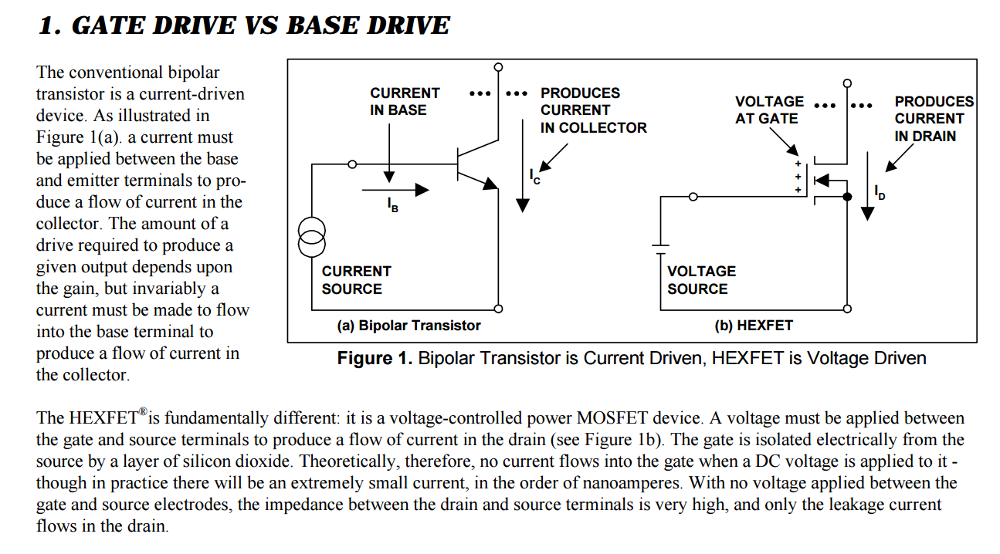 1. GATE DRIVE VS BASE DRIVE
The conventional bipolar
transistor is a current-driven
device. As illustrated in
Figure 1(a). a current must
be applied between the base
and emitter terminals to pro-
duce a flow of current in the
collector. The amount of a
drive required to produce a
given output depends upon
the gain, but invariably a
current must be made to flow
into the base terminal to
produce a flow of current in
the collector.
CURRENT
IN BASE
PRODUCES
CURRENT
IN COLLECTOR
IC
IB
CURRENT
SOURCE
(a) Bipolar Transistor
VOLTAGE
AT GATE
PRODUCES
CURRENT
IN DRAIN
+
+
+
ID
VOLTAGE
SOURCE
(b) HEXFET
Figure 1. Bipolar Transistor is Current Driven, HEXFET is Voltage Driven
The HEXFET®is fundamentally different: it is a voltage-controlled power MOSFET device. A voltage must be applied between
the gate and source terminals to produce a flow of current in the drain (see Figure 1b). The gate is isolated electrically from the
source by a layer of silicon dioxide. Theoretically, therefore, no current flows into the gate when a DC voltage is applied to it -
though in practice there will be an extremely small current, in the order of nanoamperes. With no voltage applied between the
gate and source electrodes, the impedance between the drain and source terminals is very high, and only the leakage current
flows in the drain.